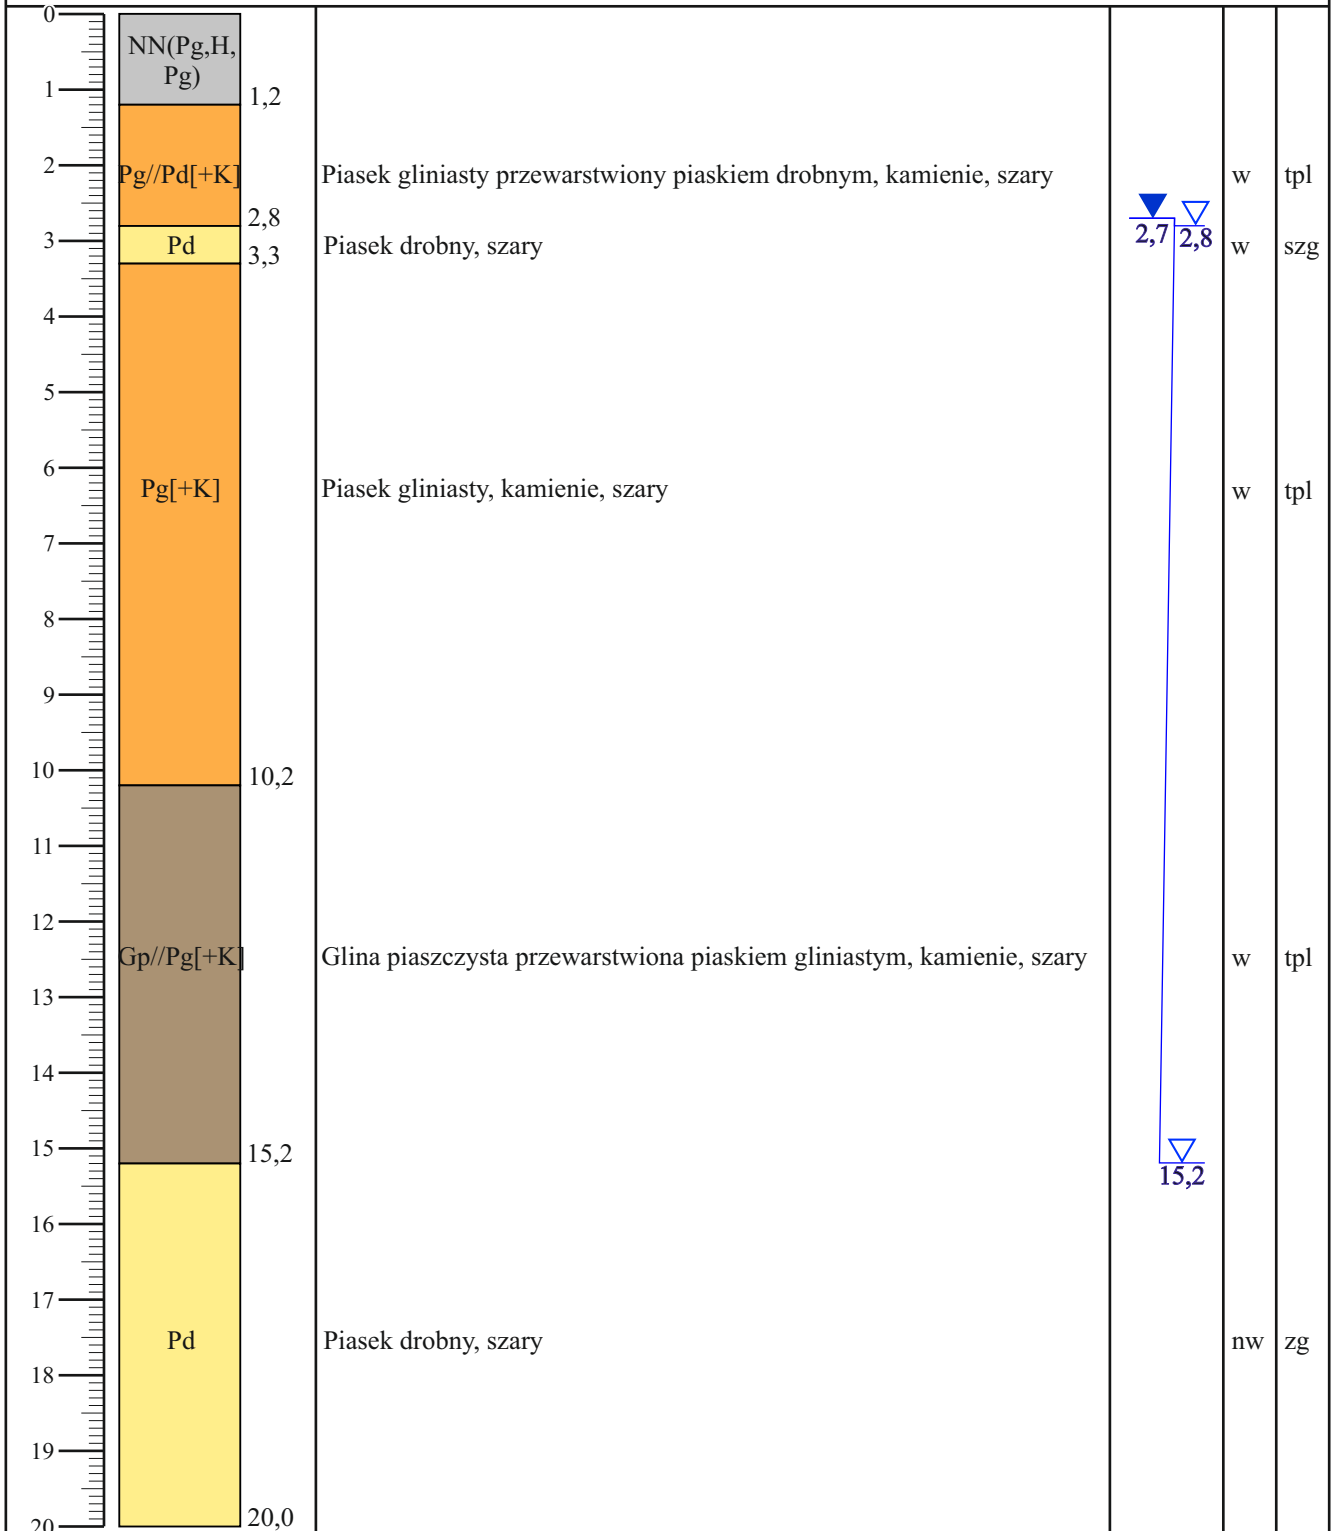 0
NN(Pg,H,
Pg)
1
1,2
2
Pg//Pd[+K]
Piasek gliniasty przewarstwiony piaskiem drobnym, kamienie, szary
w
tpl
2,8
2,7
2,8
3
Pd
3,3
Piasek drobny, szary
w
szg
4
5
6
Pg[+K]
Piasek gliniasty, kamienie, szary
w
tpl
7
8
9
10
10,2
11
12
Gp//Pg[+K]
Glina piaszczysta przewarstwiona piaskiem gliniastym, kamienie, szary
w
tpl
13
14
15
15,2
15,2
16
17
Pd
Piasek drobny, szary
nw
zg
18
19
20,0
20